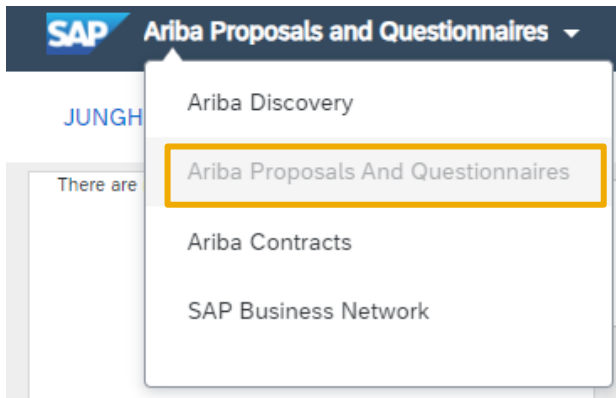 SAP Ariba Proposals and Questionnaires
Ariba Discovery
JUNGH
Ariba Proposals And Questionnaires
There are
Ariba Contracts
SAP Business Network